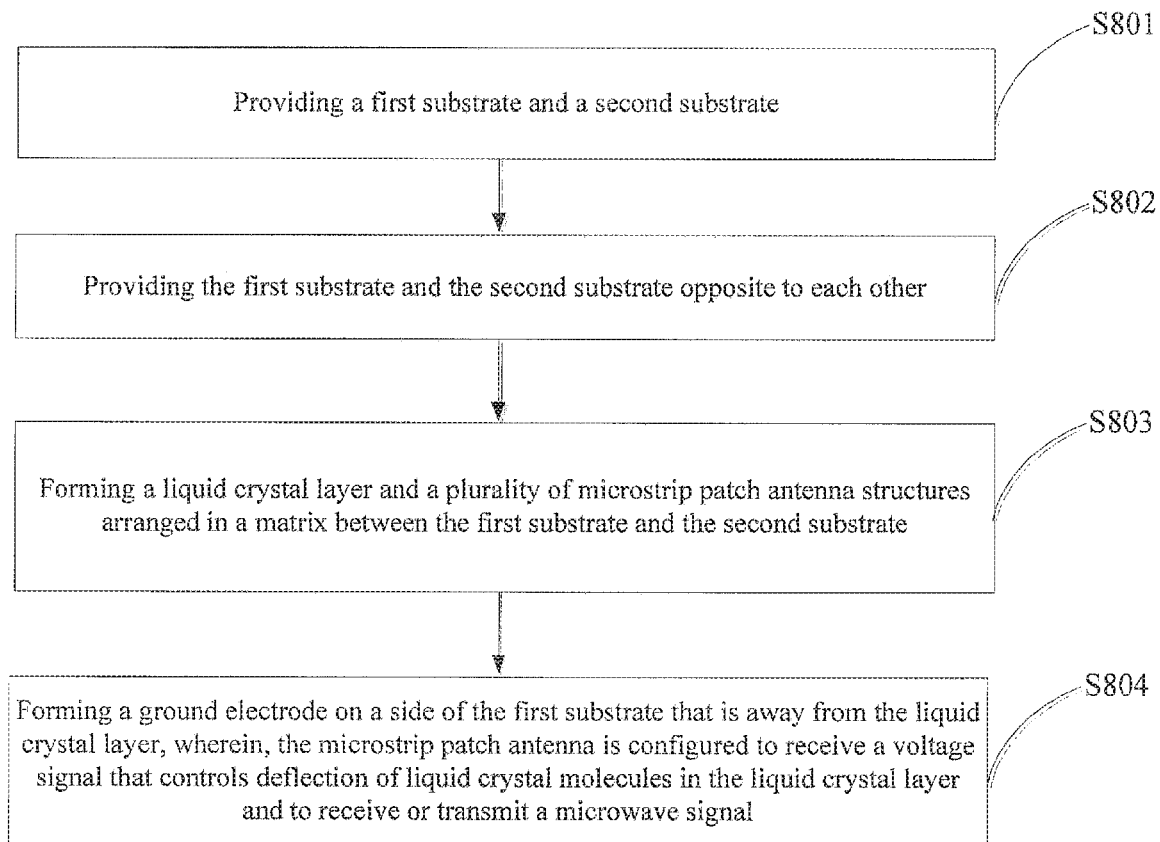 S801
Providing a first substrate and a second substrate
S802
Providing the first substrate and the second substrate opposite to each other
S803
Forming a liquid crystal layer and a plurality of microstrip patch antenna structures
arranged in a matrix between the first substrate and the second substrate
S804
Forming a ground electrode on a side of the first substrate that is away from the liquid
crystal layer, wherein, the microstrip patch antenna is configured to receive a voltage
signal that controls deflection of liquid crystal molecules in the liquid crystal layer
and to receive or transmit a microwave signal